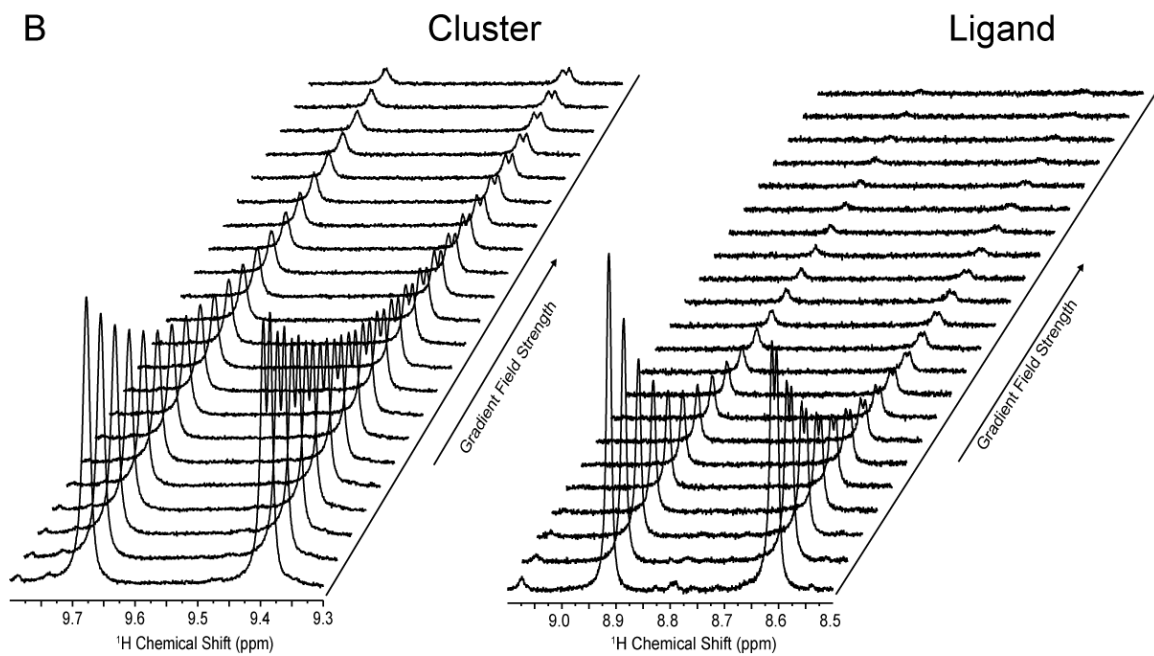 B
Cluster
Ligand
Gradient Field Strength
Gradient Field Strength
9.7
9.6
9.5
9.4
9.3
9.0
8.9
8.8
8.7
8.6
8.5
¹H Chemical Shift (ppm)
¹H Chemical Shift (ppm)